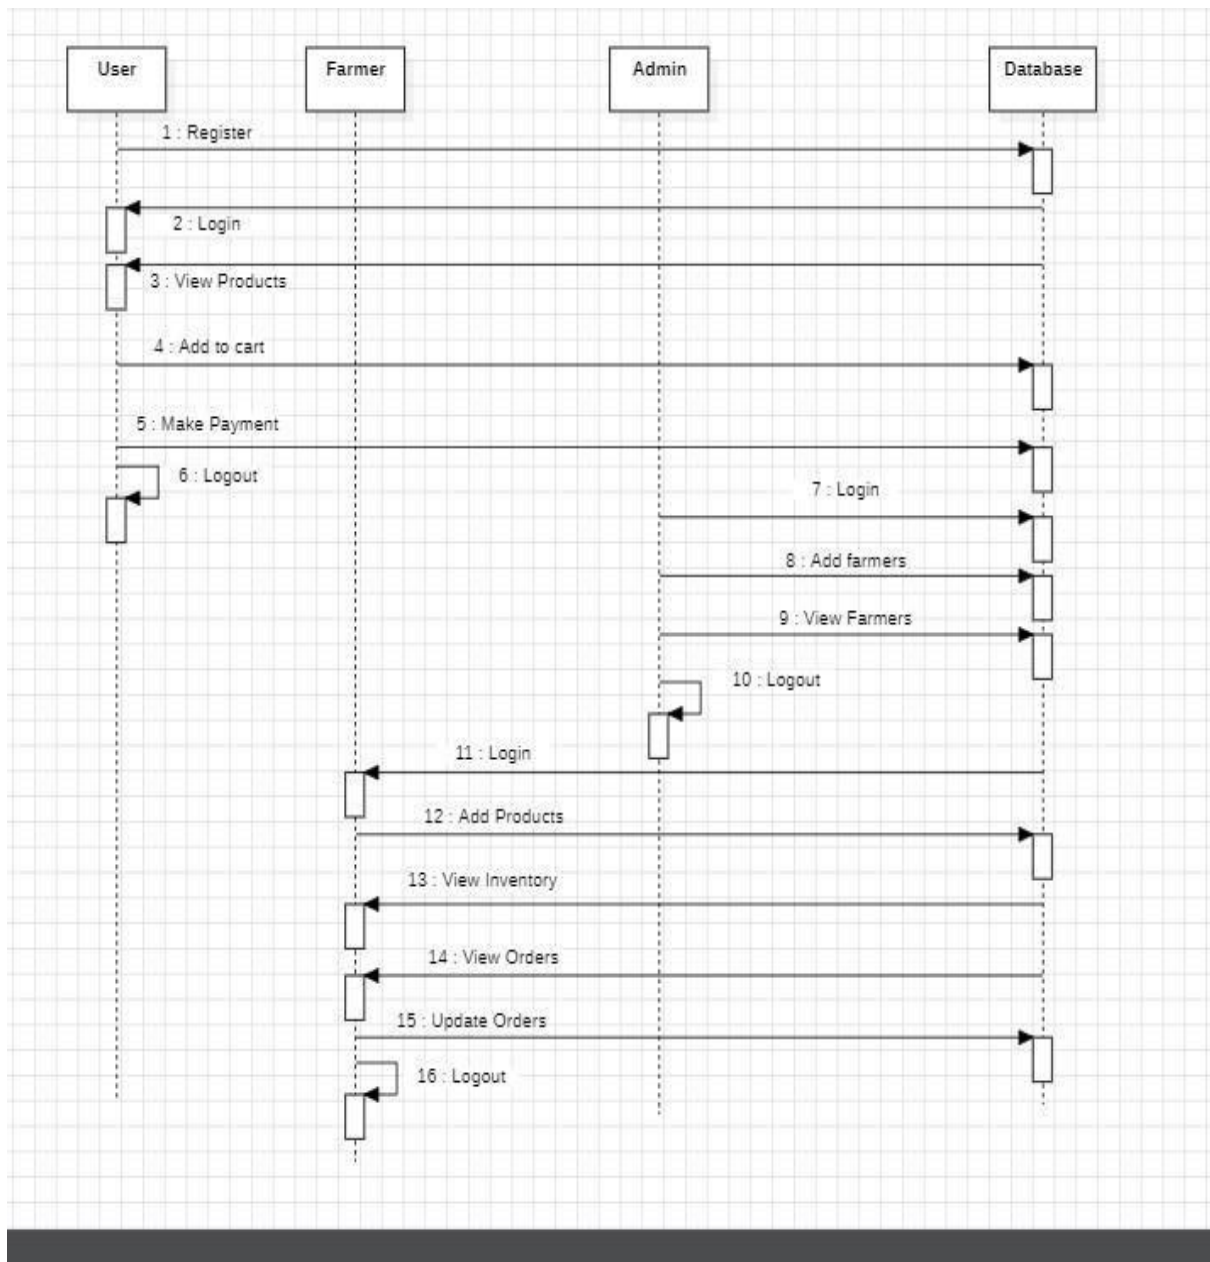 User
Farmer
Admin
Database
1 : Register
2 : Login
3 : View Products
4 : Add to cart
5 : Make Payment
6 : Logout
7 : Login
8 : Add farmers
9 : View Farmers
10 : Logout
11 : Login
12 : Add Products
13 : View Inventory
14 : View Orders
15 : Update Orders
16 : Logout